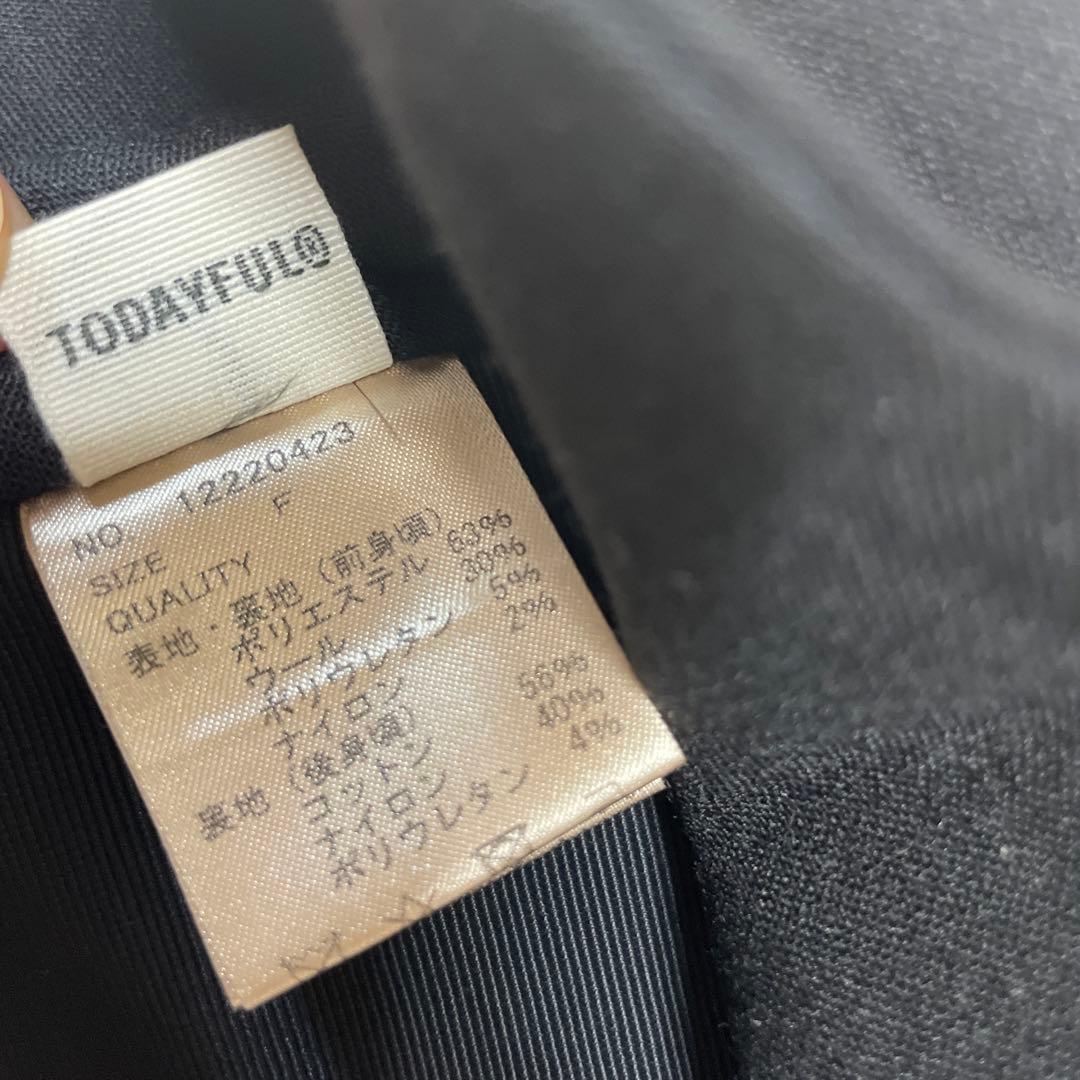 TODAYFUL®
NO. 12220423
SIZE F
QUALITY
表地・裏地(前身頃)
ポリエステル 63%
ウール 30%
ポリウレタン 5%
ナイロン 2%
裏地(後身頃)
コットン 56%
ナイロン 40%
ポリウレタン 4%